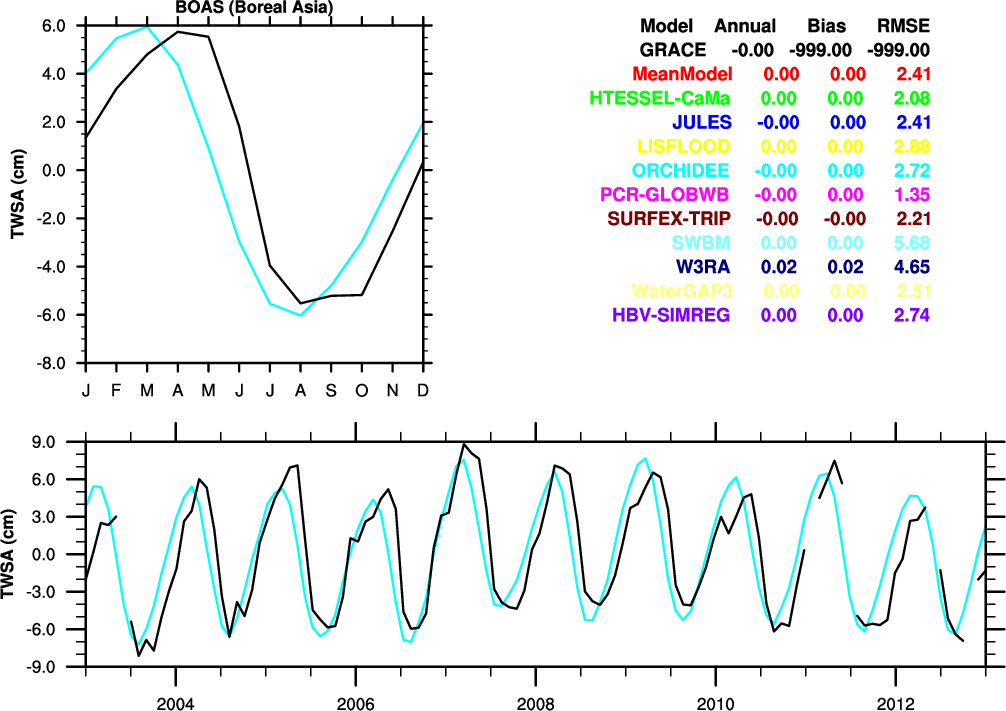 BOAS (Boreal Asia)
6.0
4.0
2.0
0.0
-2.0
-4.0
-6.0
-8.0
TWSA (cm)
J F M A M J J A S O N D
Model Annual Bias RMSE
GRACE -0.00 -999.00 -999.00
MeanModel 0.00 0.00 2.41
HTESSEL-CaMa 0.00 0.00 2.08
JULES -0.00 0.00 2.41
LISFLOOD 0.00 0.00 2.88
ORCHIDEE -0.00 0.00 2.72
PCR-GLOBWB -0.00 0.00 1.35
SURFEX-TRIP -0.00 -0.00 2.21
SWBM 0.00 0.00 5.68
W3RA 0.02 0.02 4.65
WaterGAP3 0.00 0.00 2.51
HBV-SIMREG 0.00 0.00 2.74
9.0
6.0
3.0
0.0
-3.0
-6.0
-9.0
TWSA (cm)
2004 2006 2008 2010 2012